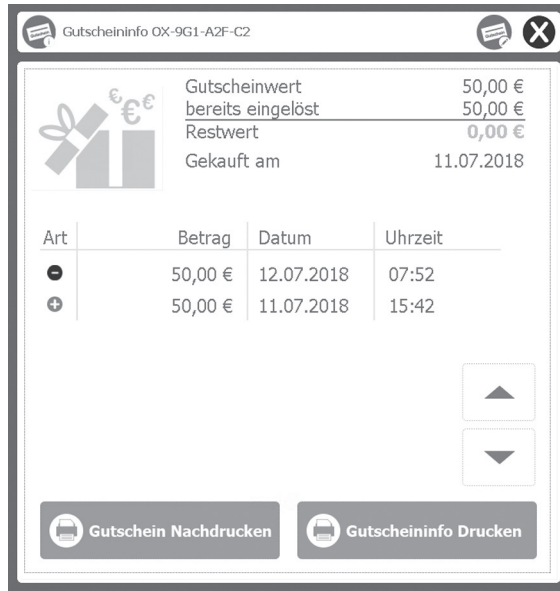 Gutscheininfo OX-9G1-A2F-C2
€ € €
Gutscheinwert 50,00 €
bereits eingelöst 50,00 €
Restwert 0,00 €
Gekauft am 11.07.2018
Art Betrag Datum Uhrzeit
50,00 € 12.07.2018 07:52
50,00 € 11.07.2018 15:42
Gutschein Nachdrucken Gutscheininfo Drucken